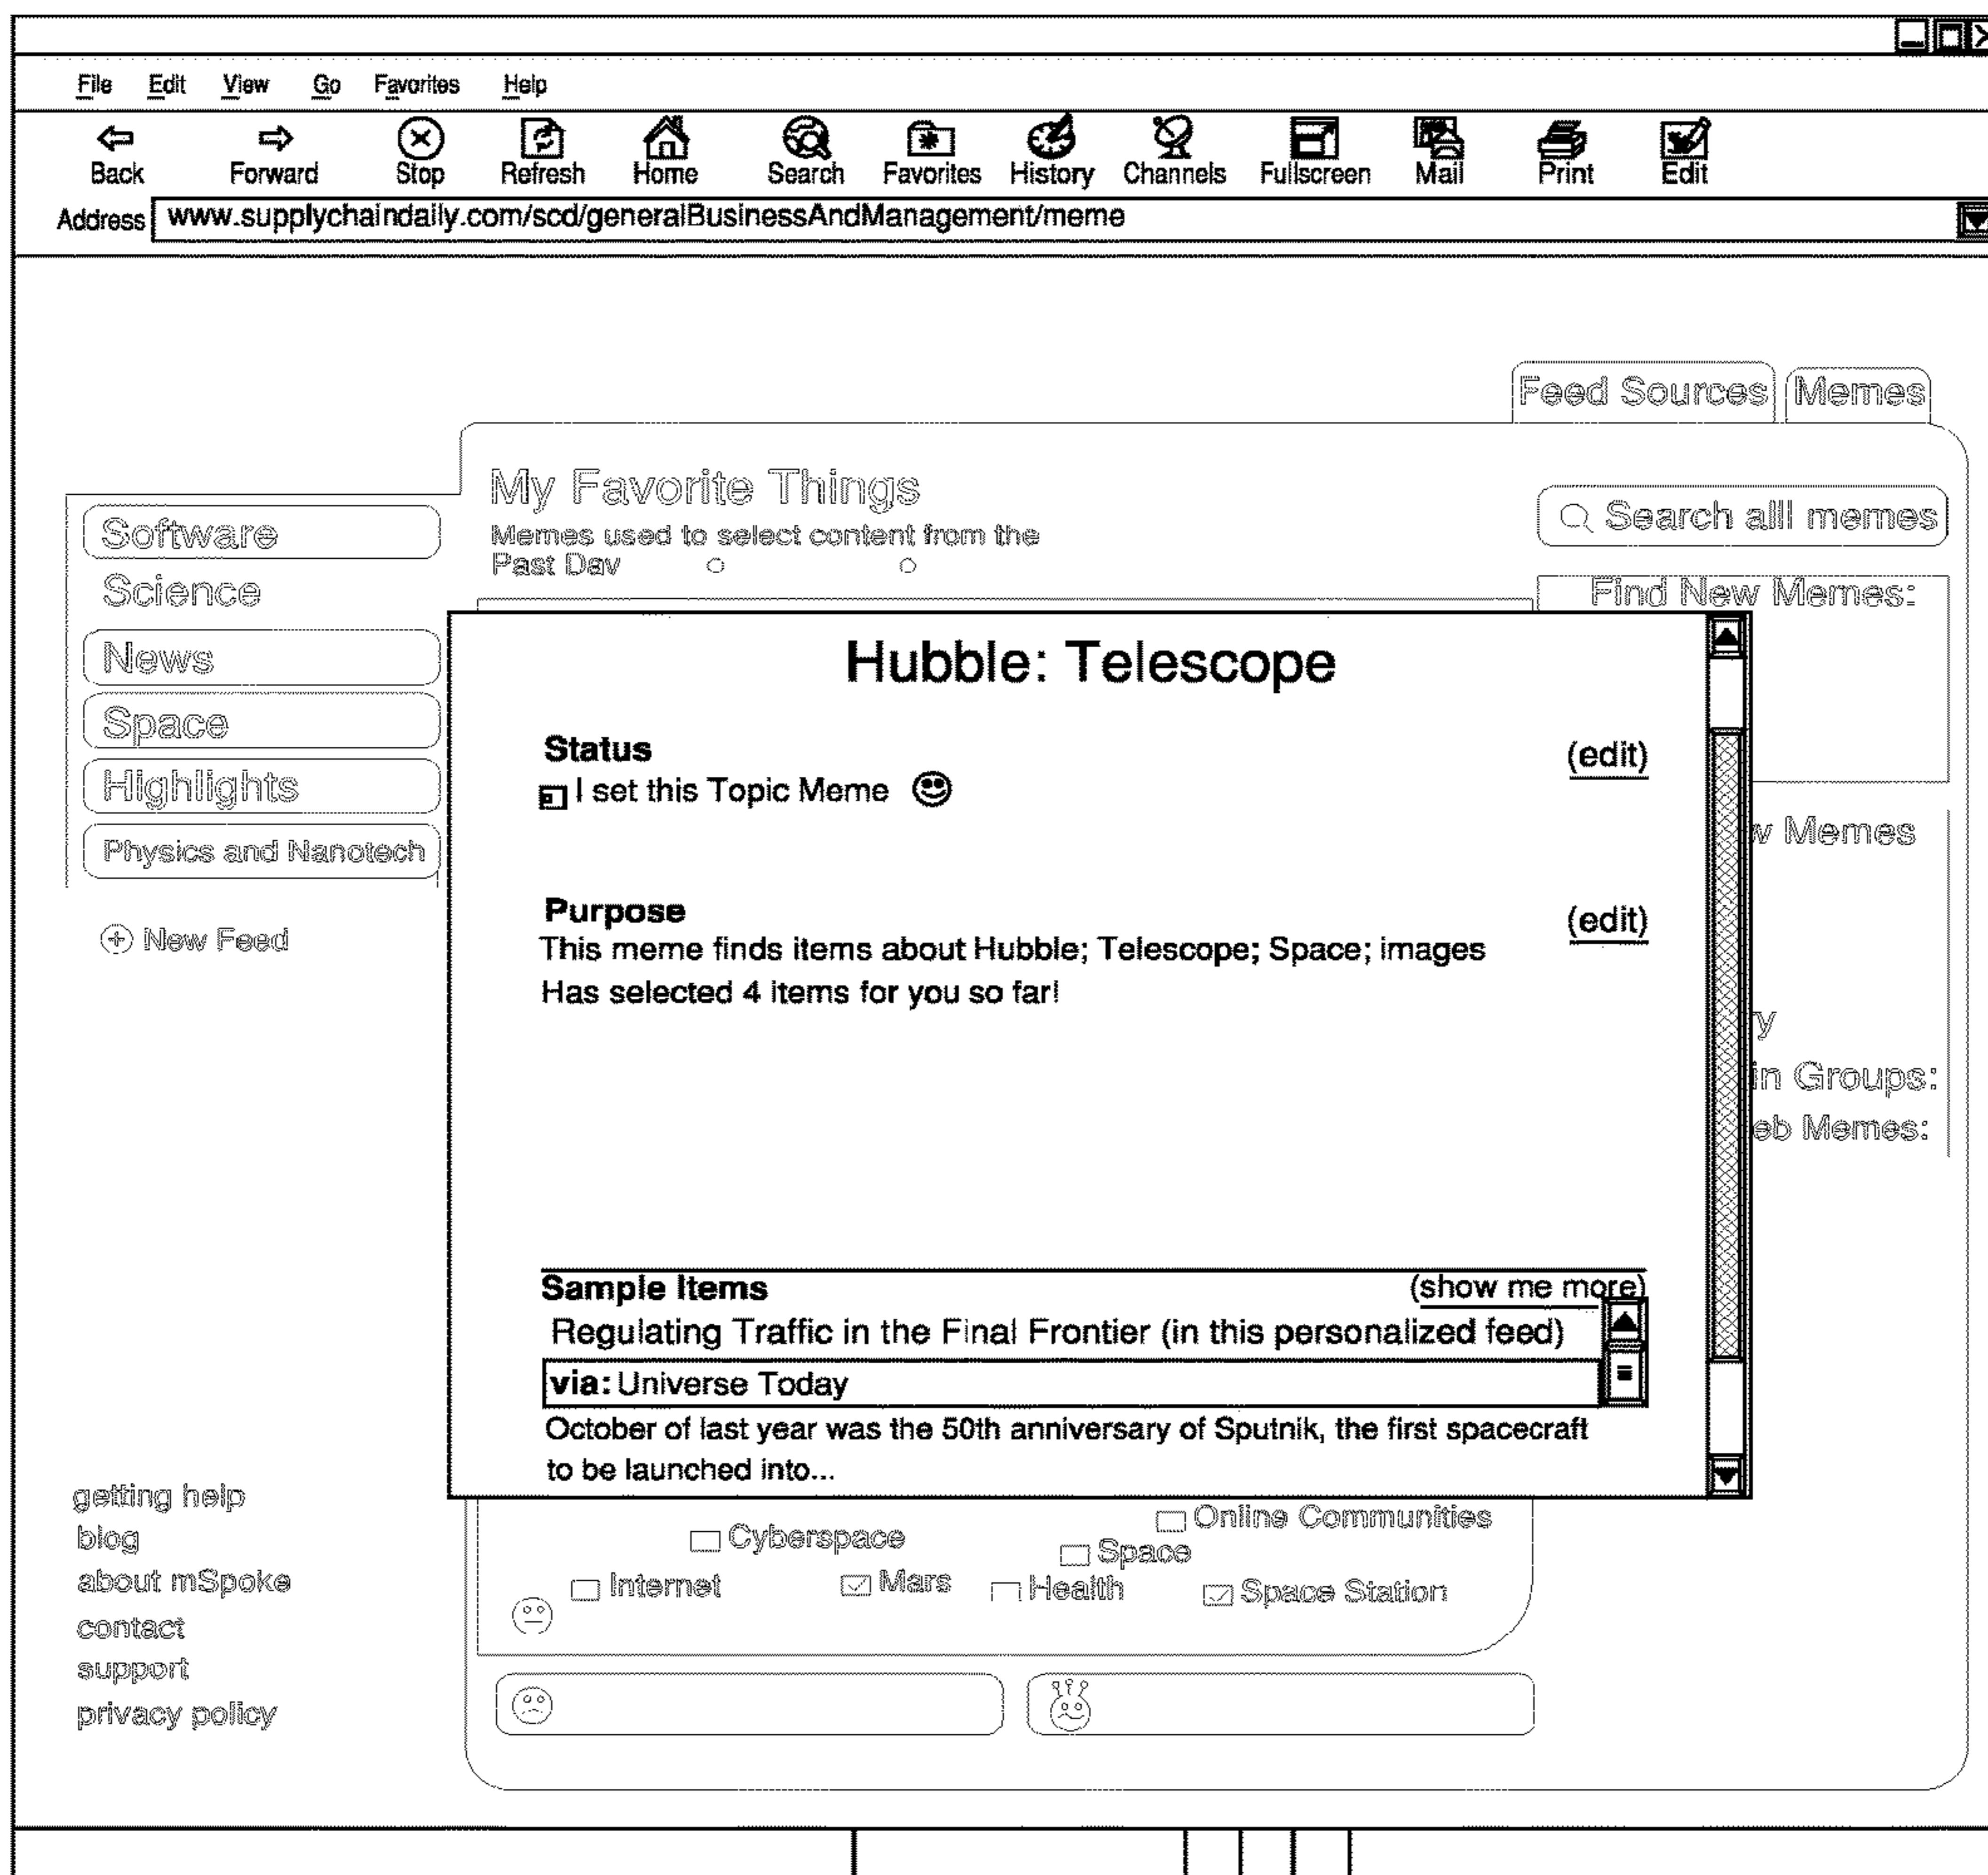 File Edit View Go Favorites Help
Back Forward Stop Refresh Home Search Favorites History Channels Fullscreen Mail Print Edit
Address www.supplychaindaily.com/scd/generalBusinessAndManagement/meme
Feed Sources Memes
My Favorite Things
Memes used to select content from the
Past Day
Search alll memes
Find New Memes:
Software
Science
News
Space
Highlights
Physics and Nanotech
New Feed
Hubble: Telescope
Status (edit)
I set this Topic Meme
Purpose (edit)
This meme finds items about Hubble; Telescope; Space; images
Has selected 4 items for you so far!
w Memes
y
in Groups:
eb Memes:
Sample Items (show me more)
Regulating Traffic in the Final Frontier (in this personalized feed)
via: Universe Today
October of last year was the 50th anniversary of Sputnik, the first spacecraft
to be launched into...
getting help
blog
about mSpoke
contact
support
privacy policy
Online Communities
Cyberspace Space
Internet Mars Health Space Station